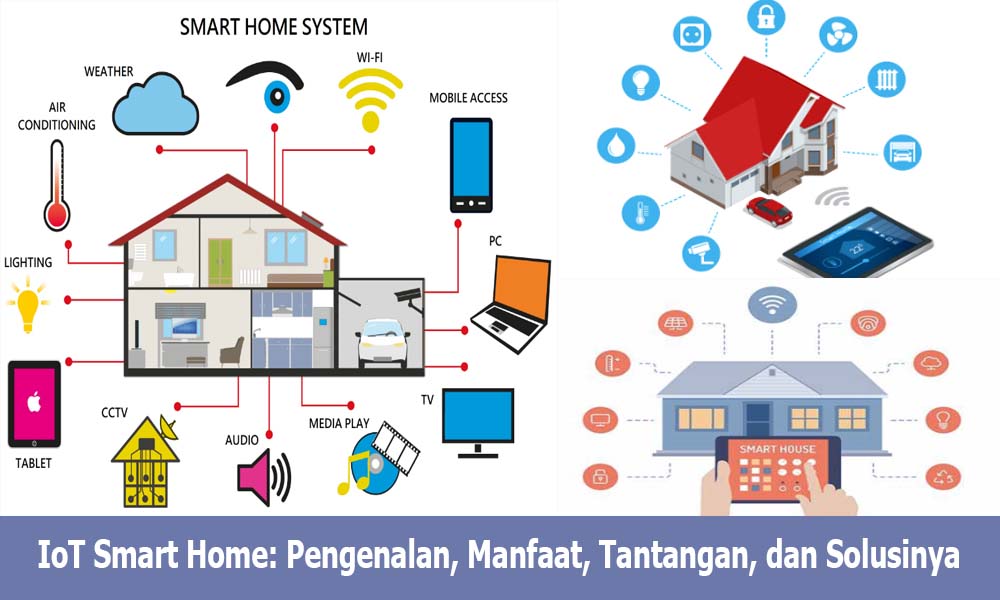 SMART HOME SYSTEM
WEATHER
WI-FI
AIR
CONDITIONING
MOBILE ACCESS
LIGHTING
PC
TABLET
CCTV
AUDIO
MEDIA PLAY
TV
22°
SMART HOUSE
IoT Smart Home: Pengenalan, Manfaat, Tantangan, dan Solusinya